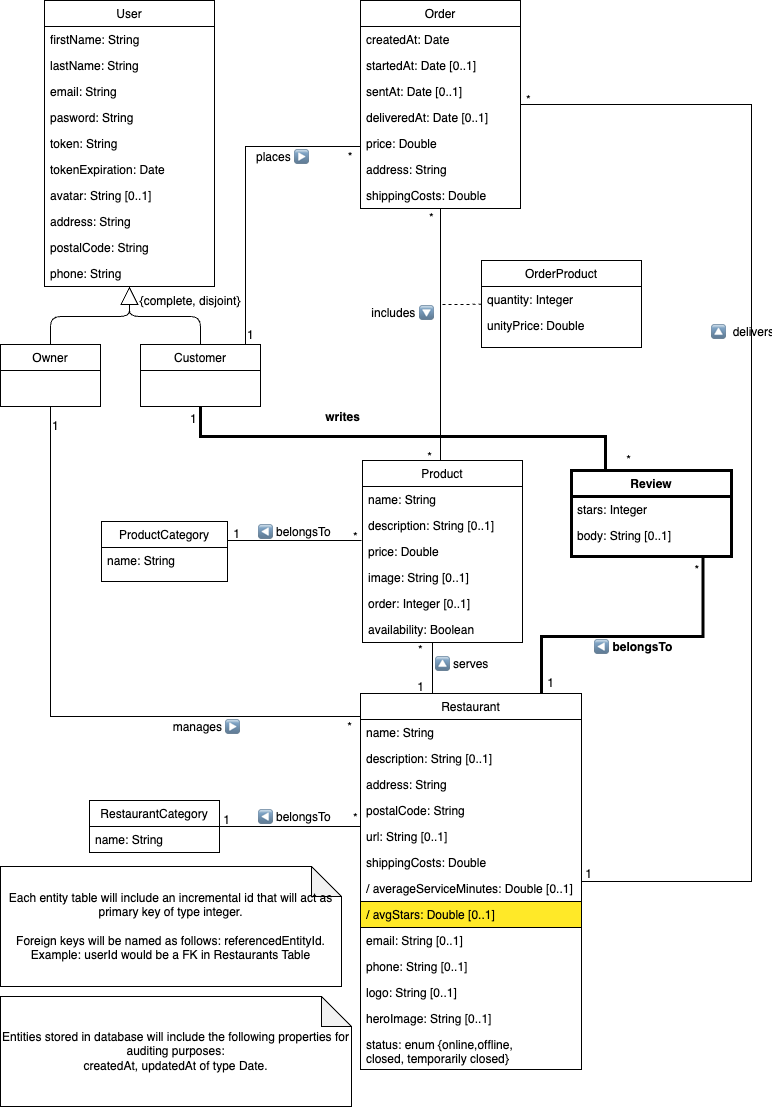 User
firstName: String
lastName: String
email: String
pasword: String
token: String
tokenExpiration: Date
avatar: String [0..1]
address: String
postalCode: String
phone: String
Order
createdAt: Date
startedAt: Date [0..1]
sentAt: Date [0..1]
deliveredAt: Date [0..1]
price: Double
address: String
shippingCosts: Double
*
places
*
*
{complete, disjoint}
OrderProduct
quantity: Integer
unityPrice: Double
includes
delivers
1
Owner
Customer
1
1
writes
*
*
Product
name: String
description: String [0..1]
price: Double
image: String [0..1]
order: Integer [0..1]
availability: Boolean
Review
stars: Integer
body: String [0..1]
ProductCategory
name: String
1
belongsTo
*
*
belongsTo
*
serves
1
1
Restaurant
name: String
description: String [0..1]
address: String
postalCode: String
url: String [0..1]
shippingCosts: Double
/ averageServiceMinutes: Double [0..1]
/ avgStars: Double [0..1]
email: String [0..1]
phone: String [0..1]
logo: String [0..1]
heroImage: String [0..1]
status: enum {online,offline,
closed, temporarily closed}
manages
*
RestaurantCategory
name: String
1
belongsTo
*
1
Each entity table will include an incremental id that will act as
primary key of type integer.
Foreign keys will be named as follows: referencedEntityId.
Example: userId would be a FK in Restaurants Table
Entities stored in database will include the following properties for
auditing purposes:
createdAt, updatedAt of type Date.